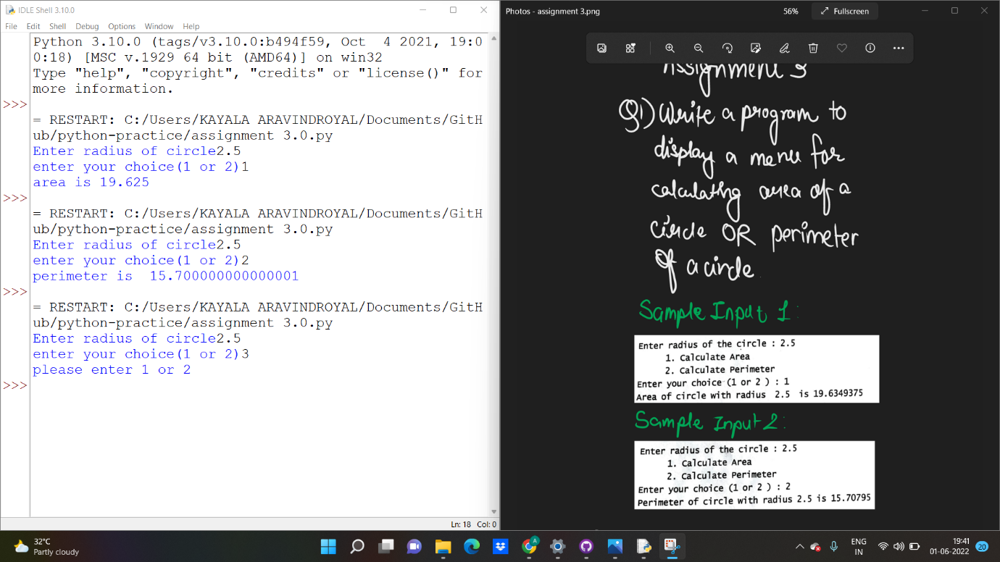 IDLE Shell 3.10.0
File Edit Shell Debug Options Window Help
Python 3.10.0 (tags/v3.10.0:b494f59, Oct  4 2021, 19:0
0:18) [MSC v.1929 64 bit (AMD64)] on win32
Type "help", "copyright", "credits" or "license()" for
more information.
>>>
= RESTART: C:/Users/KAYALA ARAVINDROYAL/Documents/GitH
ub/python-practice/assignment 3.0.py
Enter radius of circle2.5
enter your choice(1 or 2)1
area is 19.625
>>>
= RESTART: C:/Users/KAYALA ARAVINDROYAL/Documents/GitH
ub/python-practice/assignment 3.0.py
Enter radius of circle2.5
enter your choice(1 or 2)2
perimeter is  15.700000000000001
>>>
= RESTART: C:/Users/KAYALA ARAVINDROYAL/Documents/GitH
ub/python-practice/assignment 3.0.py
Enter radius of circle2.5
enter your choice(1 or 2)3
please enter 1 or 2
>>>
Ln: 18 Col: 0
Photos - assignment 3.png
56%
Fullscreen
Assignment 3
Q1) Write a program to
display a menu for
calculating area of a
circle OR perimeter
of a circle
Sample Input 1 :
Enter radius of the circle : 2.5
1. Calculate Area
2. Calculate Perimeter
Enter your choice (1 or 2 ) : 1
Area of circle with radius 2.5 is 19.6349375
Sample Input 2 :
Enter radius of the circle : 2.5
1. Calculate Area
2. Calculate Perimeter
Enter your choice (1 or 2 ) : 2
Perimeter of circle with radius 2.5 is 15.70795
32°C
Partly cloudy
A
ENG
IN
19:41
01-06-2022
20